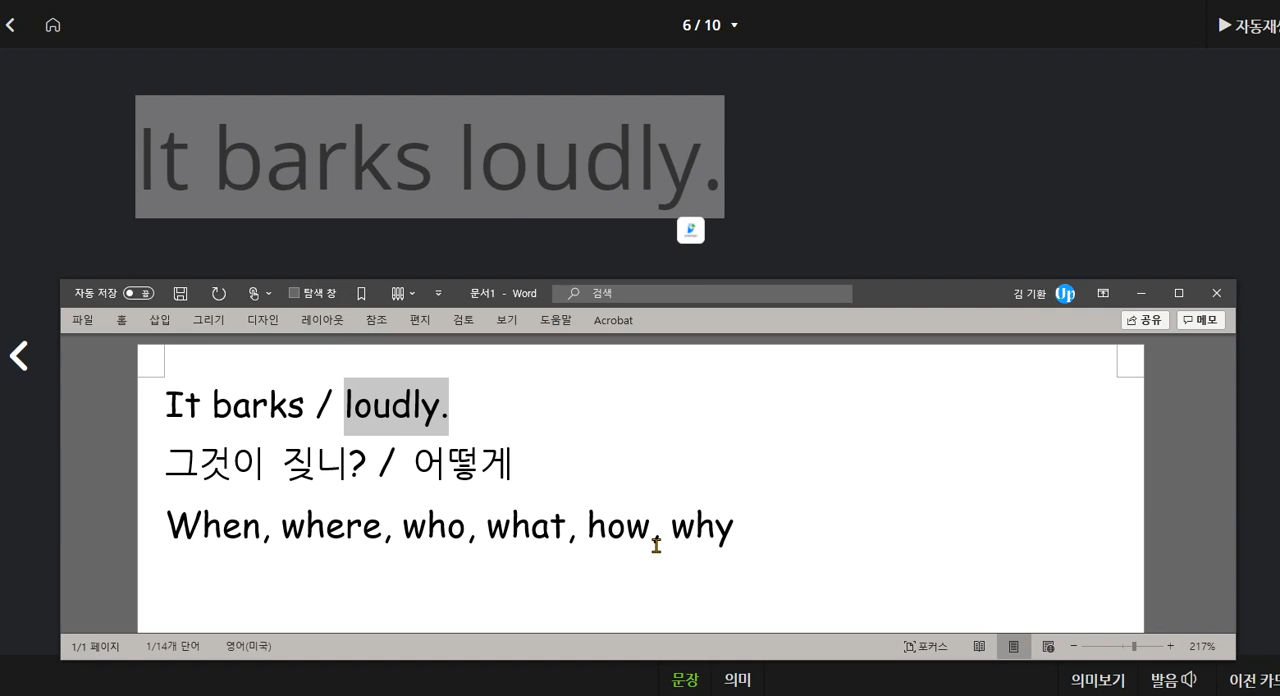 6 / 10
자동재생
It barks loudly.
자동 저장 끔 탐색 창 문서1 - Word 검색 김 기환 Up
파일 홈 삽입 그리기 디자인 레이아웃 참조 편지 검토 보기 도움말 Acrobat 공유 메모
It barks / loudly.
그것이 짖니? / 어떻게
When, where, who, what, how, why
1/1 페이지 1/14개 단어 영어(미국) 포커스 217%
문장 의미 의미보기 발음 이전 카드